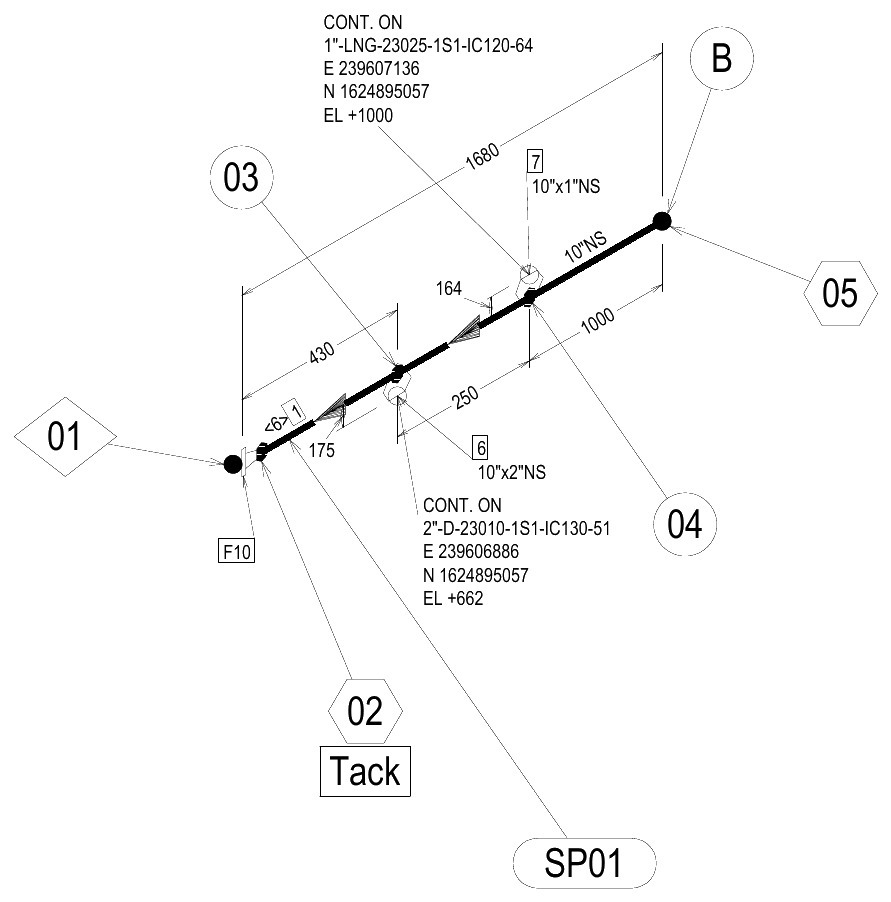 CONT. ON
1"-LNG-23025-1S1-IC120-64
E 239607136
N 1624895057
EL +1000
B
1680
7
10"x1"NS
03
10"NS
164
05
1000
430
250
<6> 1
01
175
6
10"x2"NS
CONT. ON
2"-D-23010-1S1-IC130-51
E 239606886
N 1624895057
EL +662
04
F10
02
Tack
SP01